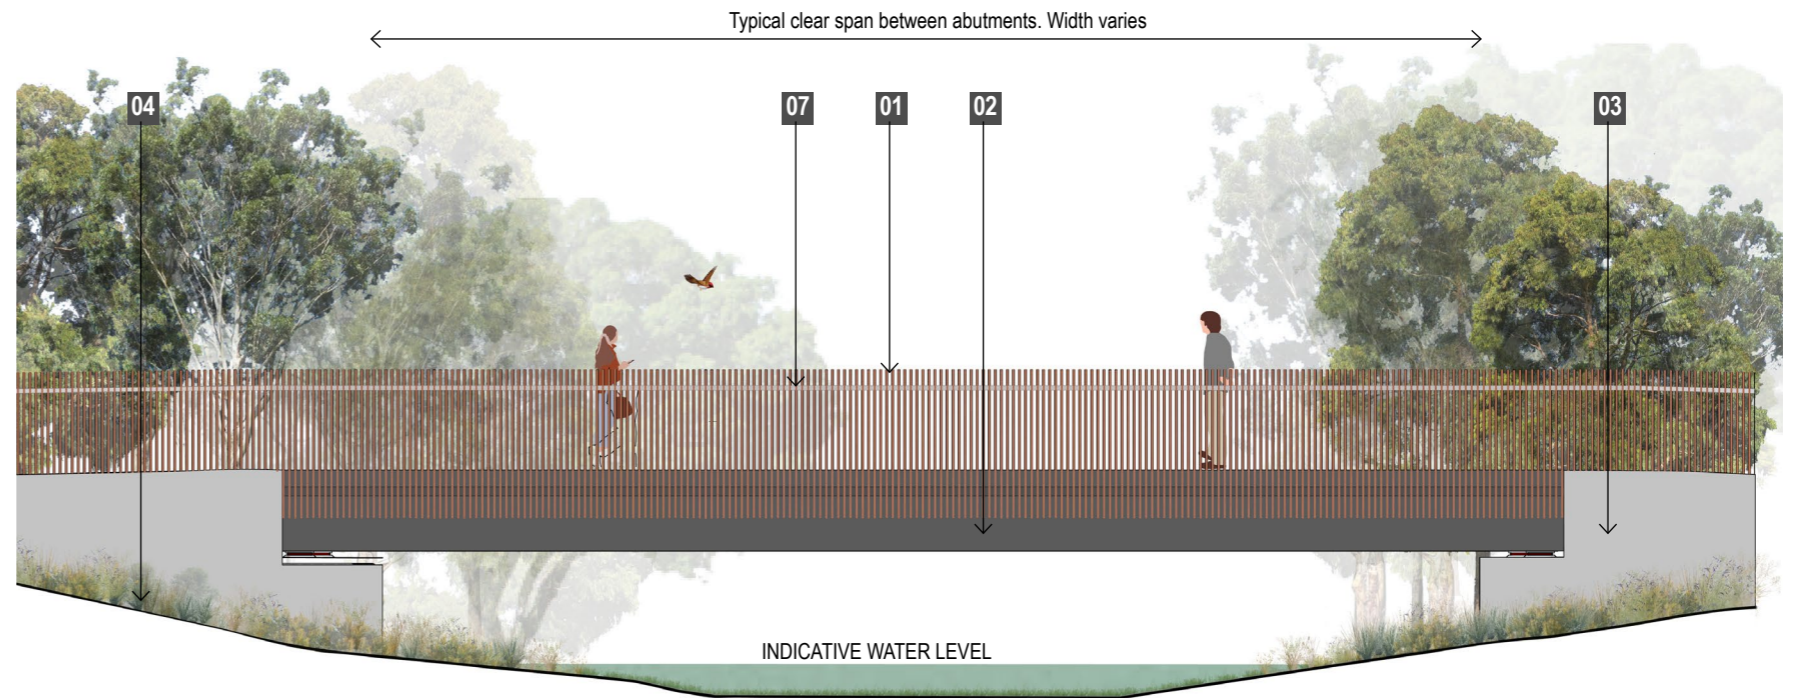 Typical clear span between abutments. Width varies
04
07
01
02
03
INDICATIVE WATER LEVEL